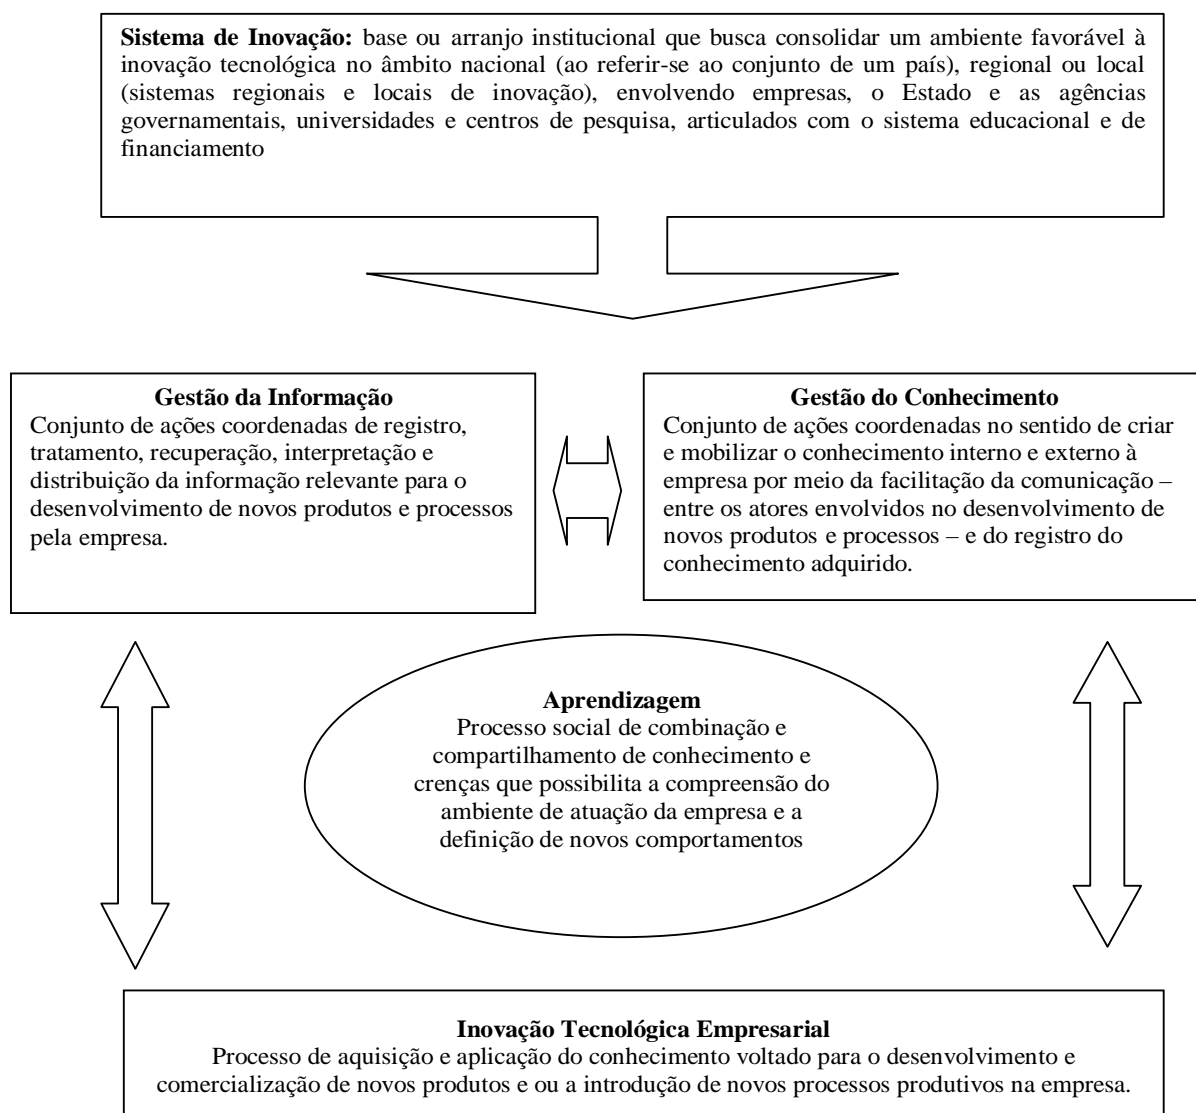 Sistema de Inovação: base ou arranjo institucional que busca consolidar um ambiente favorável à
inovação tecnológica no âmbito nacional (ao referir-se ao conjunto de um país), regional ou local
(sistemas regionais e locais de inovação), envolvendo empresas, o Estado e as agências
governamentais, universidades e centros de pesquisa, articulados com o sistema educacional e de
financiamento
Gestão da Informação
Conjunto de ações coordenadas de registro,
tratamento, recuperação, interpretação e
distribuição da informação relevante para o
desenvolvimento de novos produtos e processos
pela empresa.
Gestão do Conhecimento
Conjunto de ações coordenadas no sentido de criar
e mobilizar o conhecimento interno e externo à
empresa por meio da facilitação da comunicação –
entre os atores envolvidos no desenvolvimento de
novos produtos e processos – e do registro do
conhecimento adquirido.
Aprendizagem
Processo social de combinação e
compartilhamento de conhecimento e
crenças que possibilita a compreensão do
ambiente de atuação da empresa e a
definição de novos comportamentos
Inovação Tecnológica Empresarial
Processo de aquisição e aplicação do conhecimento voltado para o desenvolvimento e
comercialização de novos produtos e ou a introdução de novos processos produtivos na empresa.